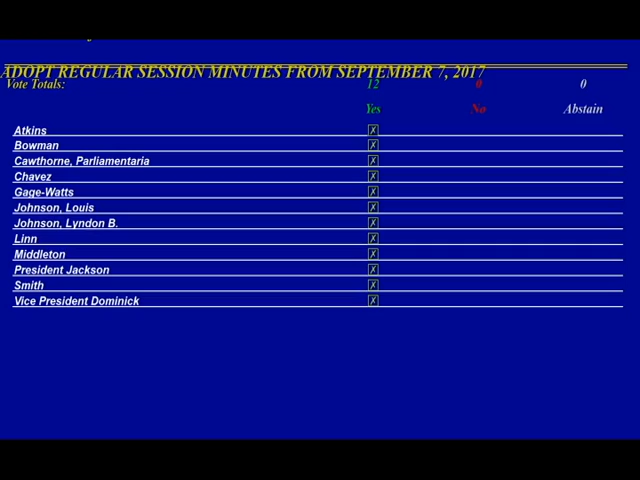 ADOPT REGULAR SESSION MINUTES FROM SEPTEMBER 7, 2017
Vote Totals: 12 0 0
Yes No Abstain
Atkins
Bowman
Cawthorne, Parliamentaria
Chavez
Gage-Watts
Johnson, Louis
Johnson, Lyndon B.
Linn
Middleton
President Jackson
Smith
Vice President Dominick